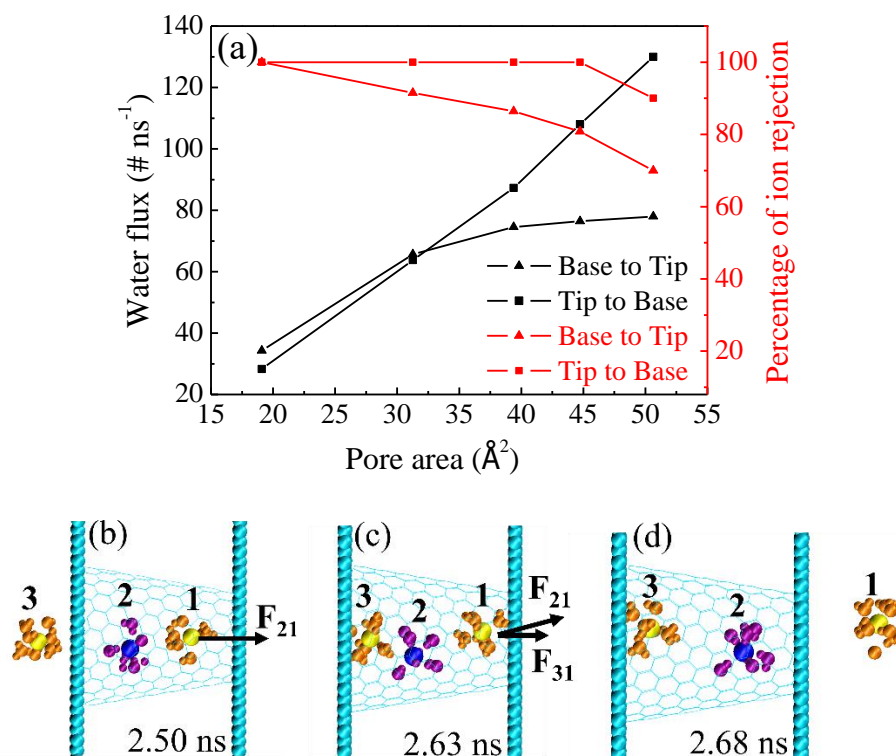 (a)
Water flux (# ns⁻¹)
140
120
100
80
60
40
20
15 20 25 30 35 40 45 50 55
Pore area (Å²)
100
80
60
40
20
Percentage of ion rejection
Base to Tip
Tip to Base
Base to Tip
Tip to Base
(b)
3
2
1
F₂₁
2.50 ns
(c)
3
2
1
F₂₁
F₃₁
2.63 ns
(d)
3
2
1
2.68 ns